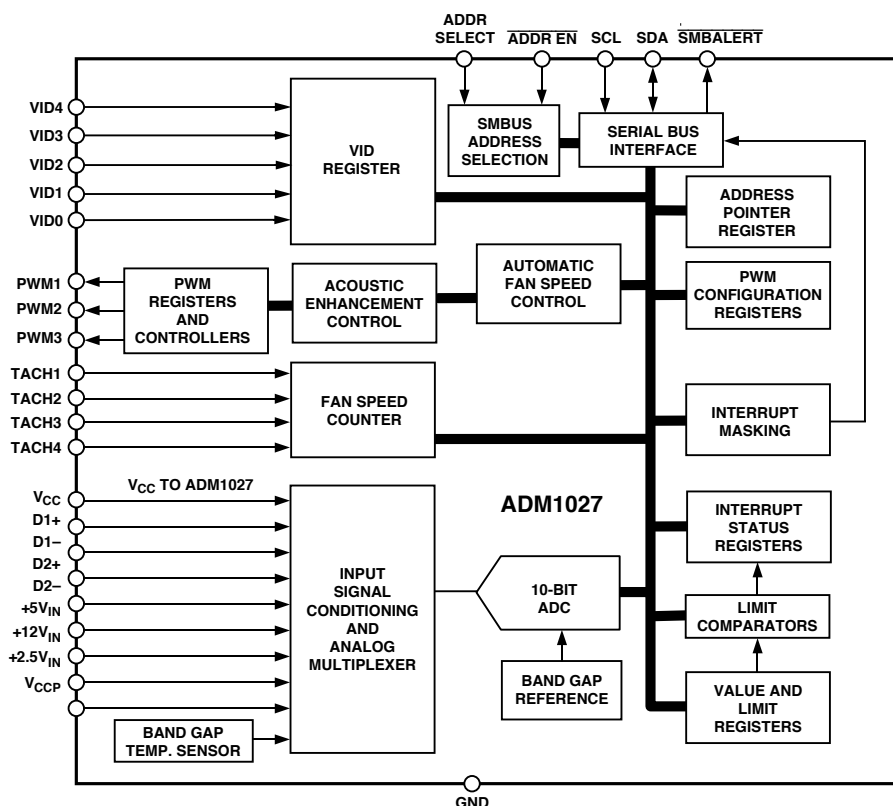 ADDR
SELECT
ADDR EN
SCL
SDA
SMBALERT
VID4
VID3
VID2
VID1
VID0
VID
REGISTER
SMBUS
ADDRESS
SELECTION
SERIAL BUS
INTERFACE
ADDRESS
POINTER
REGISTER
PWM1
PWM2
PWM3
PWM
REGISTERS
AND
CONTROLLERS
ACOUSTIC
ENHANCEMENT
CONTROL
AUTOMATIC
FAN SPEED
CONTROL
PWM
CONFIGURATION
REGISTERS
TACH1
TACH2
TACH3
TACH4
FAN SPEED
COUNTER
INTERRUPT
MASKING
VCC
D1+
D1–
D2+
D2–
+5VIN
+12VIN
+2.5VIN
VCCP
VCC TO ADM1027
INPUT
SIGNAL
CONDITIONING
AND
ANALOG
MULTIPLEXER
ADM1027
10-BIT
ADC
BAND GAP
REFERENCE
INTERRUPT
STATUS
REGISTERS
LIMIT
COMPARATORS
VALUE AND
LIMIT
REGISTERS
BAND GAP
TEMP. SENSOR
GND